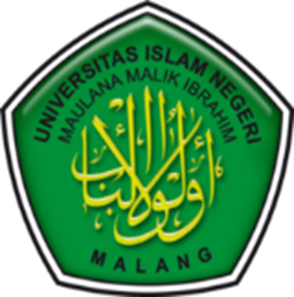 UNIVERSITAS ISLAM NEGERI
MAULANA MALIK IBRAHIM
أولو الألباب
MALANG